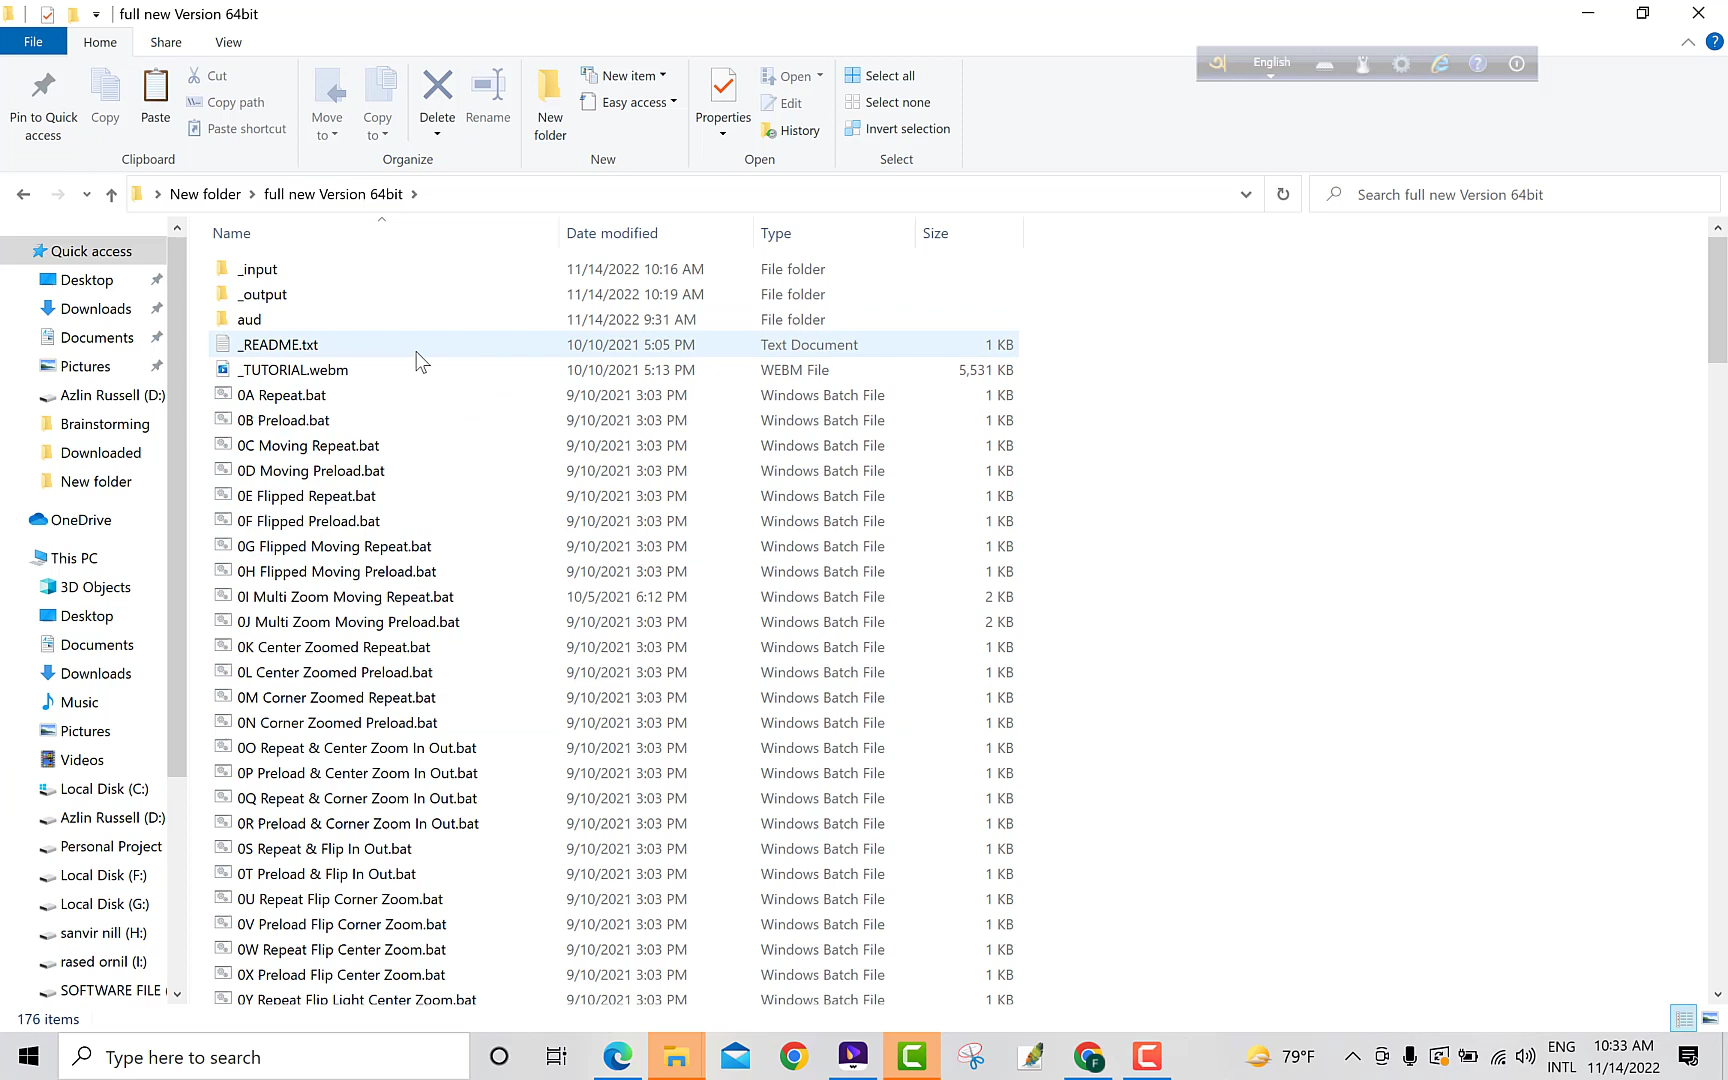 full new Version 64bit
File
Home
Share
View
English
Pin to Quick access
Copy
Paste
Cut
Copy path
Paste shortcut
Clipboard
Move to
Copy to
Delete
Rename
Organize
New folder
New item
Easy access
New
Properties
Open
Edit
History
Open
Select all
Select none
Invert selection
Select
New folder > full new Version 64bit >
Search full new Version 64bit
Name Date modified Type Size
_input 11/14/2022 10:16 AM File folder
_output 11/14/2022 10:19 AM File folder
aud 11/14/2022 9:31 AM File folder
_README.txt 10/10/2021 5:05 PM Text Document 1 KB
_TUTORIAL.webm 10/10/2021 5:13 PM WEBM File 5,531 KB
0A Repeat.bat 9/10/2021 3:03 PM Windows Batch File 1 KB
0B Preload.bat 9/10/2021 3:03 PM Windows Batch File 1 KB
0C Moving Repeat.bat 9/10/2021 3:03 PM Windows Batch File 1 KB
0D Moving Preload.bat 9/10/2021 3:03 PM Windows Batch File 1 KB
0E Flipped Repeat.bat 9/10/2021 3:03 PM Windows Batch File 1 KB
0F Flipped Preload.bat 9/10/2021 3:03 PM Windows Batch File 1 KB
0G Flipped Moving Repeat.bat 9/10/2021 3:03 PM Windows Batch File 1 KB
0H Flipped Moving Preload.bat 9/10/2021 3:03 PM Windows Batch File 1 KB
0I Multi Zoom Moving Repeat.bat 10/5/2021 6:12 PM Windows Batch File 2 KB
0J Multi Zoom Moving Preload.bat 9/10/2021 3:03 PM Windows Batch File 2 KB
0K Center Zoomed Repeat.bat 9/10/2021 3:03 PM Windows Batch File 1 KB
0L Center Zoomed Preload.bat 9/10/2021 3:03 PM Windows Batch File 1 KB
0M Corner Zoomed Repeat.bat 9/10/2021 3:03 PM Windows Batch File 1 KB
0N Corner Zoomed Preload.bat 9/10/2021 3:03 PM Windows Batch File 1 KB
0O Repeat & Center Zoom In Out.bat 9/10/2021 3:03 PM Windows Batch File 1 KB
0P Preload & Center Zoom In Out.bat 9/10/2021 3:03 PM Windows Batch File 1 KB
0Q Repeat & Corner Zoom In Out.bat 9/10/2021 3:03 PM Windows Batch File 1 KB
0R Preload & Corner Zoom In Out.bat 9/10/2021 3:03 PM Windows Batch File 1 KB
0S Repeat & Flip In Out.bat 9/10/2021 3:03 PM Windows Batch File 1 KB
0T Preload & Flip In Out.bat 9/10/2021 3:03 PM Windows Batch File 1 KB
0U Repeat Flip Corner Zoom.bat 9/10/2021 3:03 PM Windows Batch File 1 KB
0V Preload Flip Corner Zoom.bat 9/10/2021 3:03 PM Windows Batch File 1 KB
0W Repeat Flip Center Zoom.bat 9/10/2021 3:03 PM Windows Batch File 1 KB
0X Preload Flip Center Zoom.bat 9/10/2021 3:03 PM Windows Batch File 1 KB
0Y Repeat Flip Light Center Zoom.bat 9/10/2021 3:03 PM Windows Batch File 1 KB
Quick access
Desktop
Downloads
Documents
Pictures
Azlin Russell (D:)
Brainstorming
Downloaded
New folder
OneDrive
This PC
3D Objects
Desktop
Documents
Downloads
Music
Pictures
Videos
Local Disk (C:)
Azlin Russell (D:)
Personal Project
Local Disk (F:)
Local Disk (G:)
sanvir nill (H:)
rased ornil (I:)
SOFTWARE FILE (
176 items
Type here to search
79°F
ENG
INTL
10:33 AM
11/14/2022